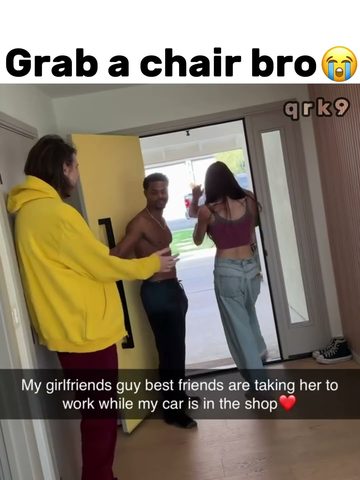 Grab a chair bro😭
qrk9
My girlfriends guy best friends are taking her to
work while my car is in the shop❤️